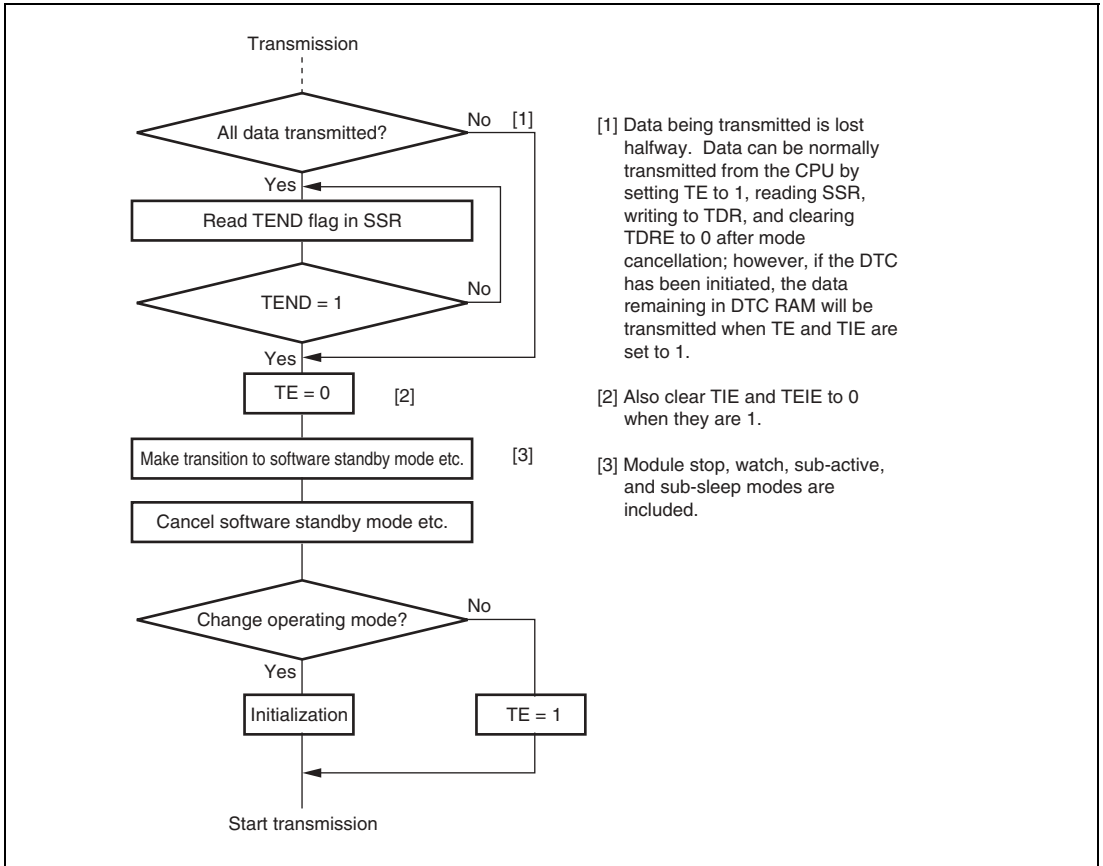 Transmission
All data transmitted?
No
[1]
Yes
Read TEND flag in SSR
TEND = 1
No
Yes
TE = 0
[2]
Make transition to software standby mode etc.
[3]
Cancel software standby mode etc.
Change operating mode?
No
Yes
Initialization
TE = 1
Start transmission
[1] Data being transmitted is lost
halfway. Data can be normally
transmitted from the CPU by
setting TE to 1, reading SSR,
writing to TDR, and clearing
TDRE to 0 after mode
cancellation; however, if the DTC
has been initiated, the data
remaining in DTC RAM will be
transmitted when TE and TIE are
set to 1.
[2] Also clear TIE and TEIE to 0
when they are 1.
[3] Module stop, watch, sub-active,
and sub-sleep modes are
included.